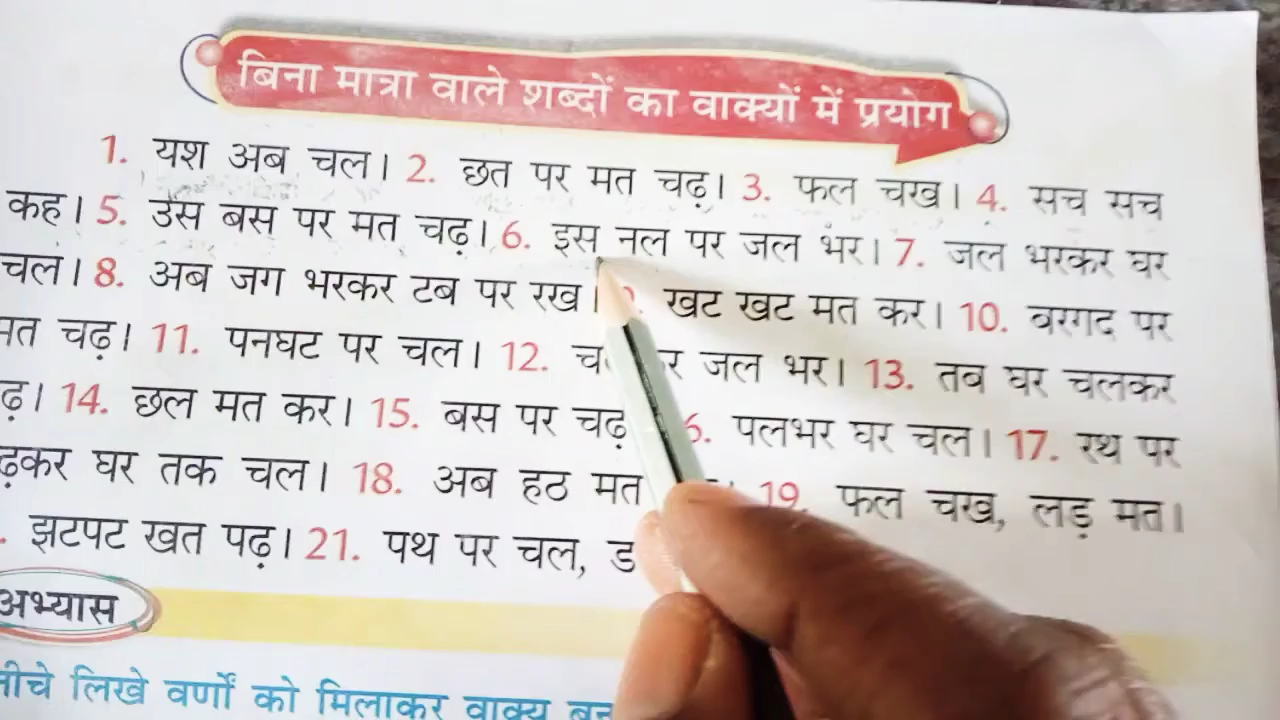 बिना मात्रा वाले शब्दों का वाक्यों में प्रयोग
1. यश अब चल। 2. छत पर मत चढ़। 3. फल चख। 4. सच सच
कह। 5. उस बस पर मत चढ़। 6. इस नल पर जल भर। 7. जल भरकर घर
चल। 8. अब जग भरकर टब पर रख। खट खट मत कर। 10. बरगद पर
मत चढ़। 11. पनघट पर चल। 12. जल भर। 13. तब घर चलकर
14. छल मत कर। 15. बस पर चढ़ पलभर घर चल। 17. रथ पर
घर तक चल। 18. अब हठ मत 19. फल चख, लड़ मत।
झटपट खत पढ़। 21. पथ पर चल,
अभ्यास
लिखे वर्णों को मिलाकर वाक्य